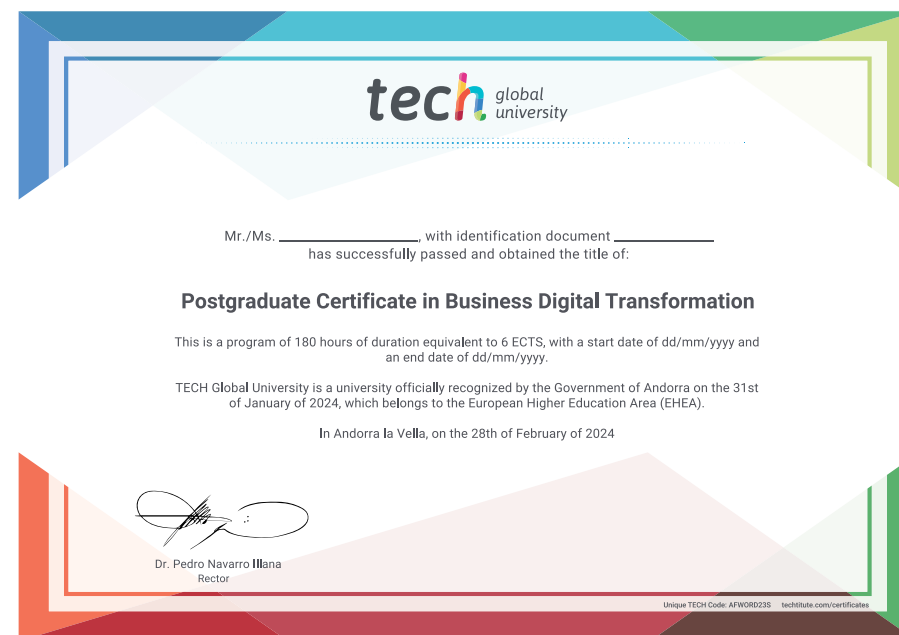 tech global
university
Mr./Ms. ____________________, with identification document ______________
has successfully passed and obtained the title of:
Postgraduate Certificate in Business Digital Transformation
This is a program of 180 hours of duration equivalent to 6 ECTS, with a start date of dd/mm/yyyy and
an end date of dd/mm/yyyy.
TECH Global University is a university officially recognized by the Government of Andorra on the 31st
of January of 2024, which belongs to the European Higher Education Area (EHEA).
In Andorra la Vella, on the 28th of February of 2024
Dr. Pedro Navarro Illana
Rector
Unique TECH Code: AFWORD23S techtitute.com/certificates